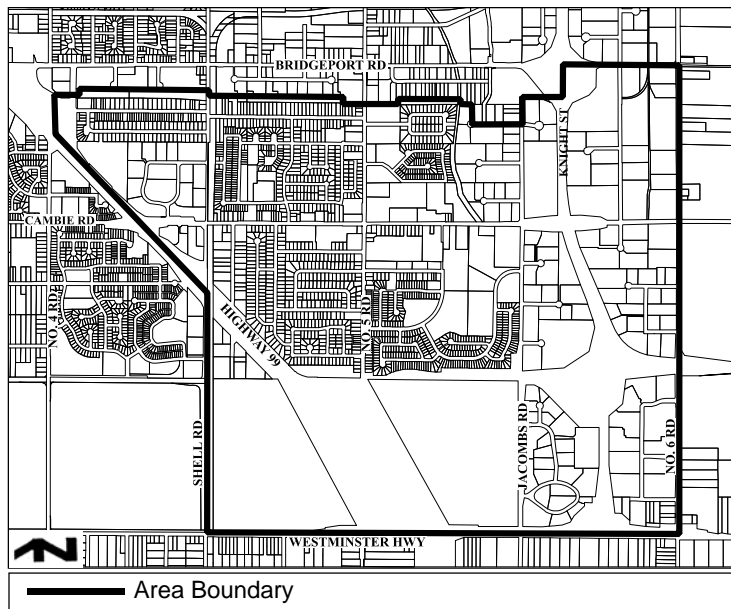 BRIDGEPORT RD
KNIGHT ST
CAMBIE RD
NO. 4 RD
HIGHWAY 99
NO. 5 RD
SHELL RD
JACOMBS RD
NO. 6 RD
WESTMINSTER HWY
N
Area Boundary